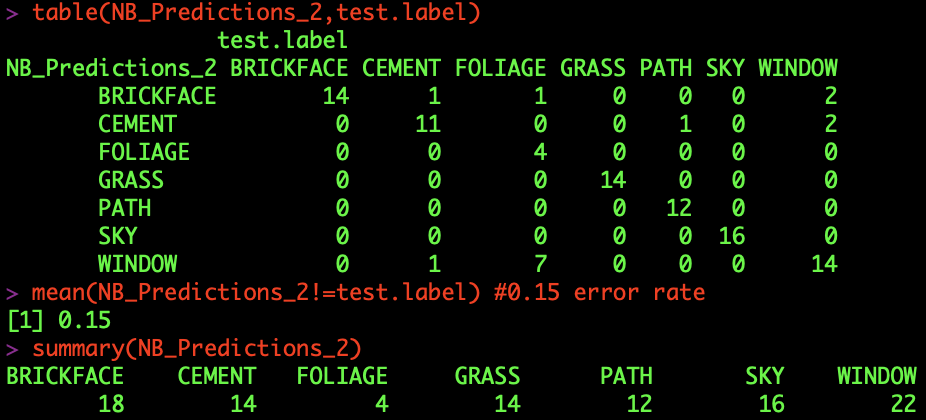 > table(NB_Predictions_2,test.label)
test.label
NB_Predictions_2 BRICKFACE CEMENT FOLIAGE GRASS PATH SKY WINDOW
BRICKFACE 14 1 1 0 0 0 2
CEMENT 0 11 0 0 1 0 2
FOLIAGE 0 0 4 0 0 0 0
GRASS 0 0 0 14 0 0 0
PATH 0 0 0 0 12 0 0
SKY 0 0 0 0 0 16 0
WINDOW 0 1 7 0 0 0 14
> mean(NB_Predictions_2!=test.label) #0.15 error rate
[1] 0.15
> summary(NB_Predictions_2)
BRICKFACE CEMENT FOLIAGE GRASS PATH SKY WINDOW
18 14 4 14 12 16 22